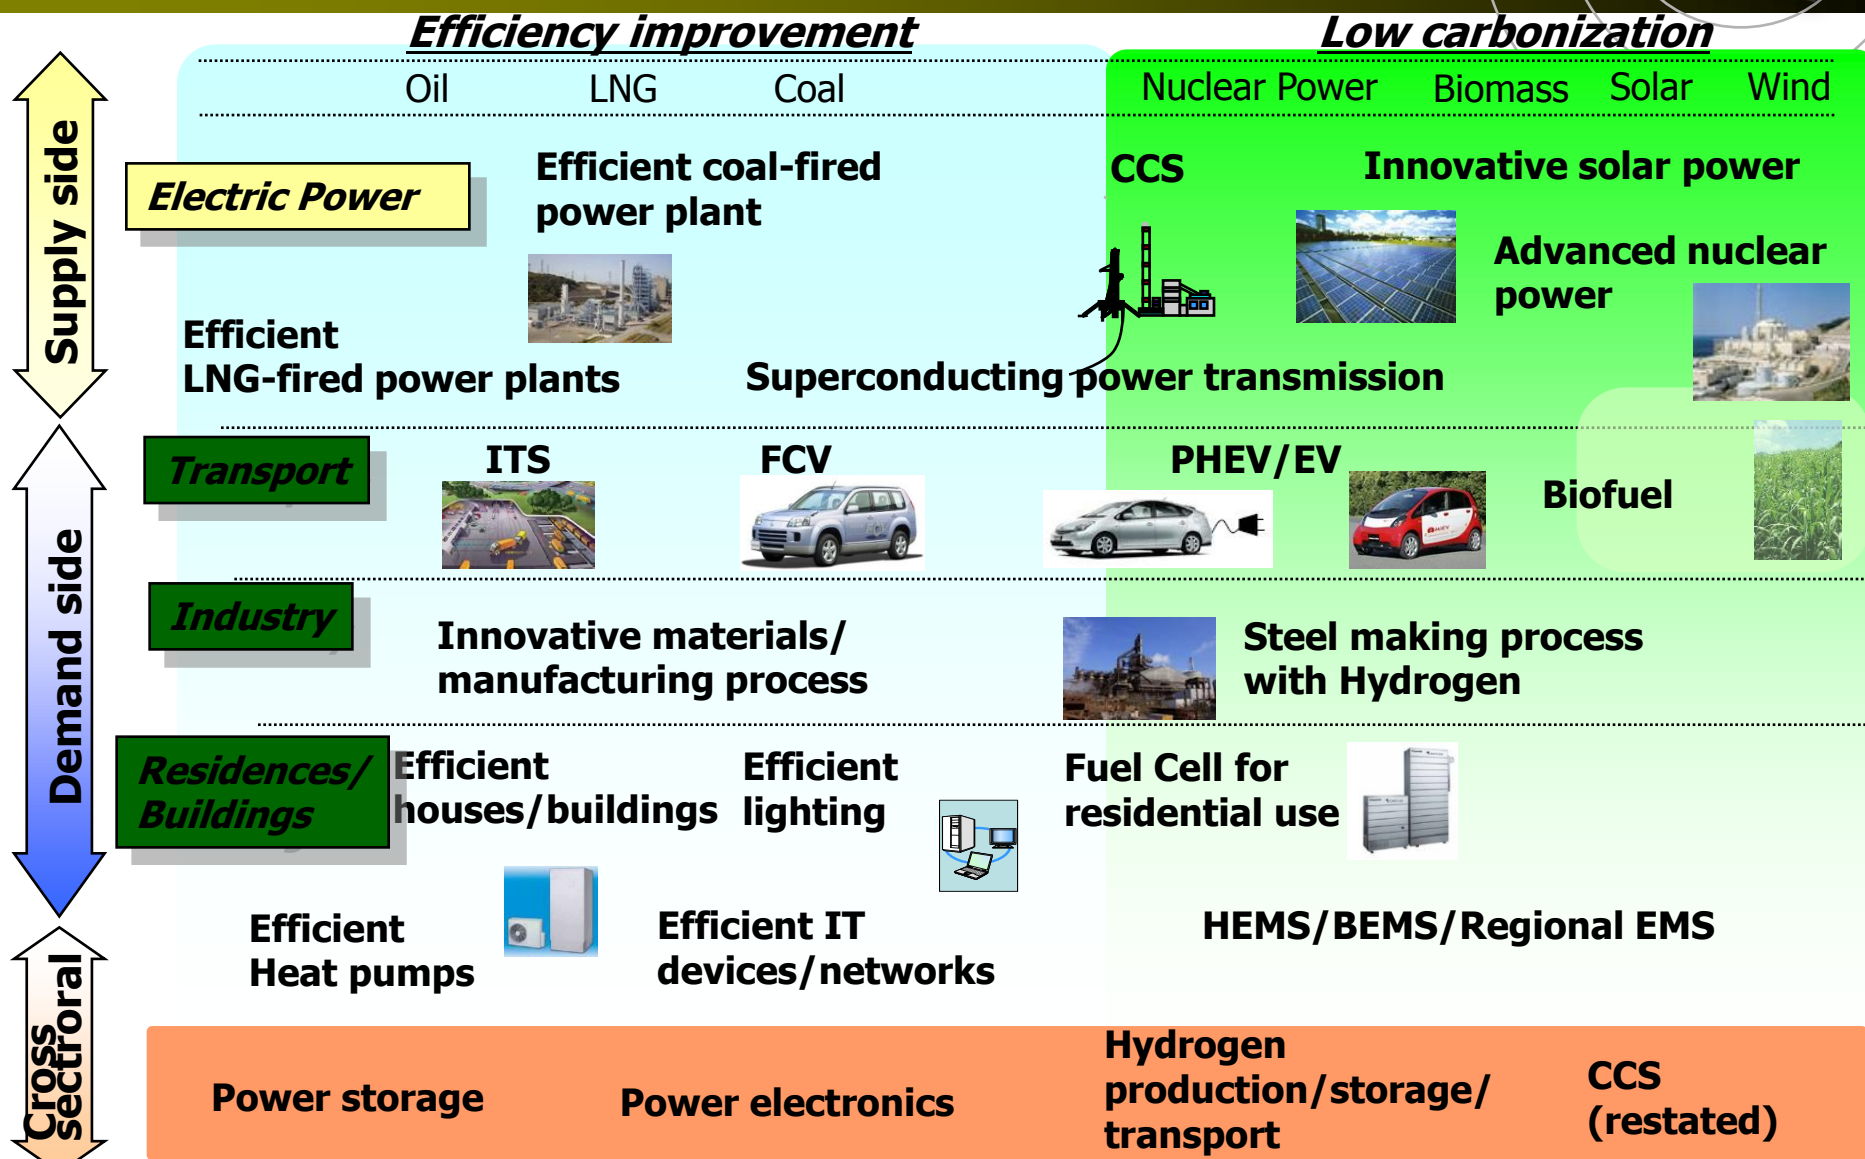 Efficiency improvement
Low carbonization
Oil
LNG
Coal
Nuclear Power
Biomass
Solar
Wind
Supply side
Electric Power
Efficient coal-fired
power plant
CCS
Innovative solar power
Advanced nuclear
power
Efficient
LNG-fired power plants
Superconducting power transmission
Demand side
Transport
ITS
FCV
PHEV/EV
Biofuel
Industry
Innovative materials/
manufacturing process
Steel making process
with Hydrogen
Residences/
Buildings
Efficient
houses/buildings
Efficient
lighting
Fuel Cell for
residential use
Efficient
Heat pumps
Efficient IT
devices/networks
HEMS/BEMS/Regional EMS
Cross
sectroral
Power storage
Power electronics
Hydrogen
production/storage/
transport
CCS
(restated)